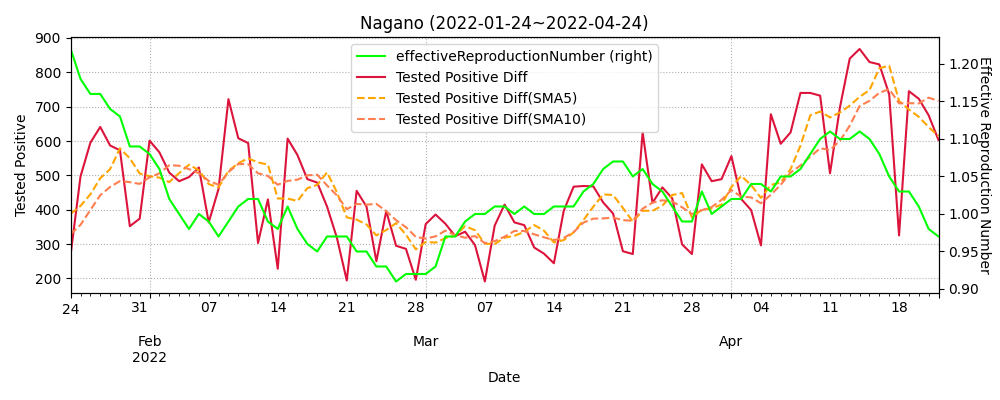 Nagano (2022-01-24~2022-04-24)
effectiveReproductionNumber (right)
Tested Positive Diff
Tested Positive Diff(SMA5)
Tested Positive Diff(SMA10)
Tested Positive
900
800
700
600
500
400
300
200
Effective Reproduction Number
1.20
1.15
1.10
1.05
1.00
0.95
0.90
24 31 07 14 21 28 07 14 21 28 04 11 18
Feb Mar Apr
2022
Date